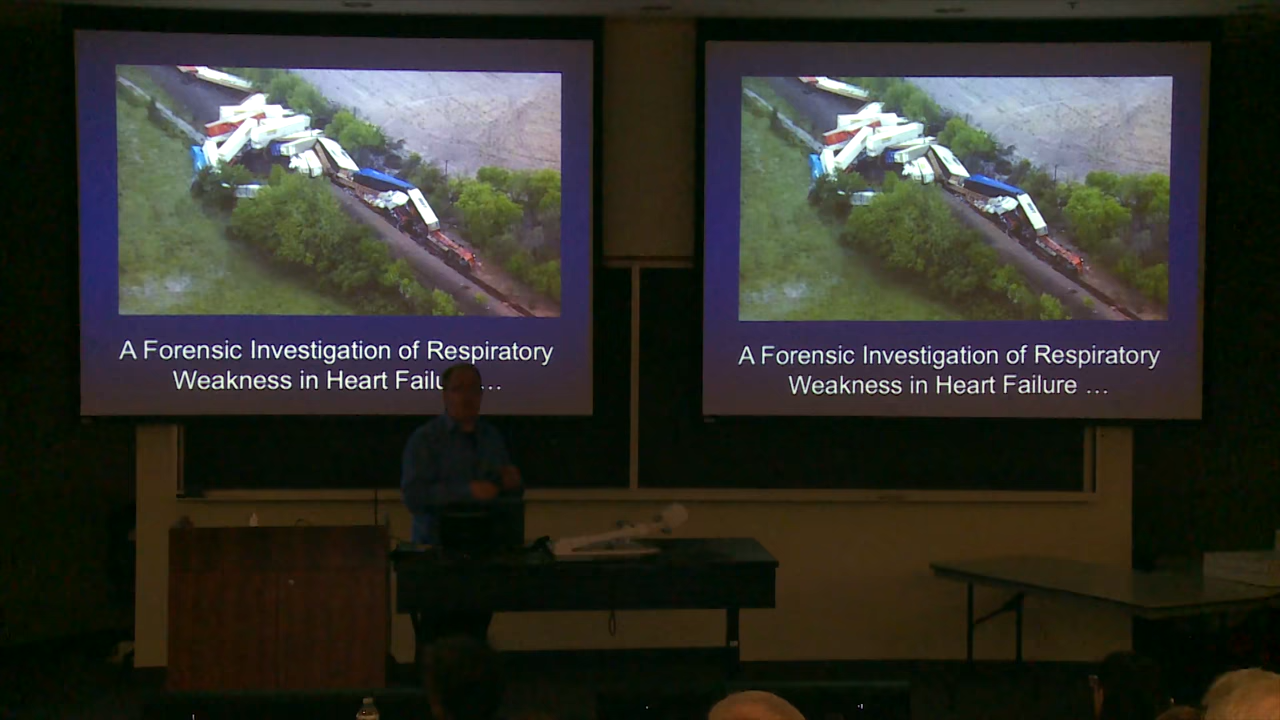 A Forensic Investigation of Respiratory
Weakness in Heart Failu ...
A Forensic Investigation of Respiratory
Weakness in Heart Failure ...